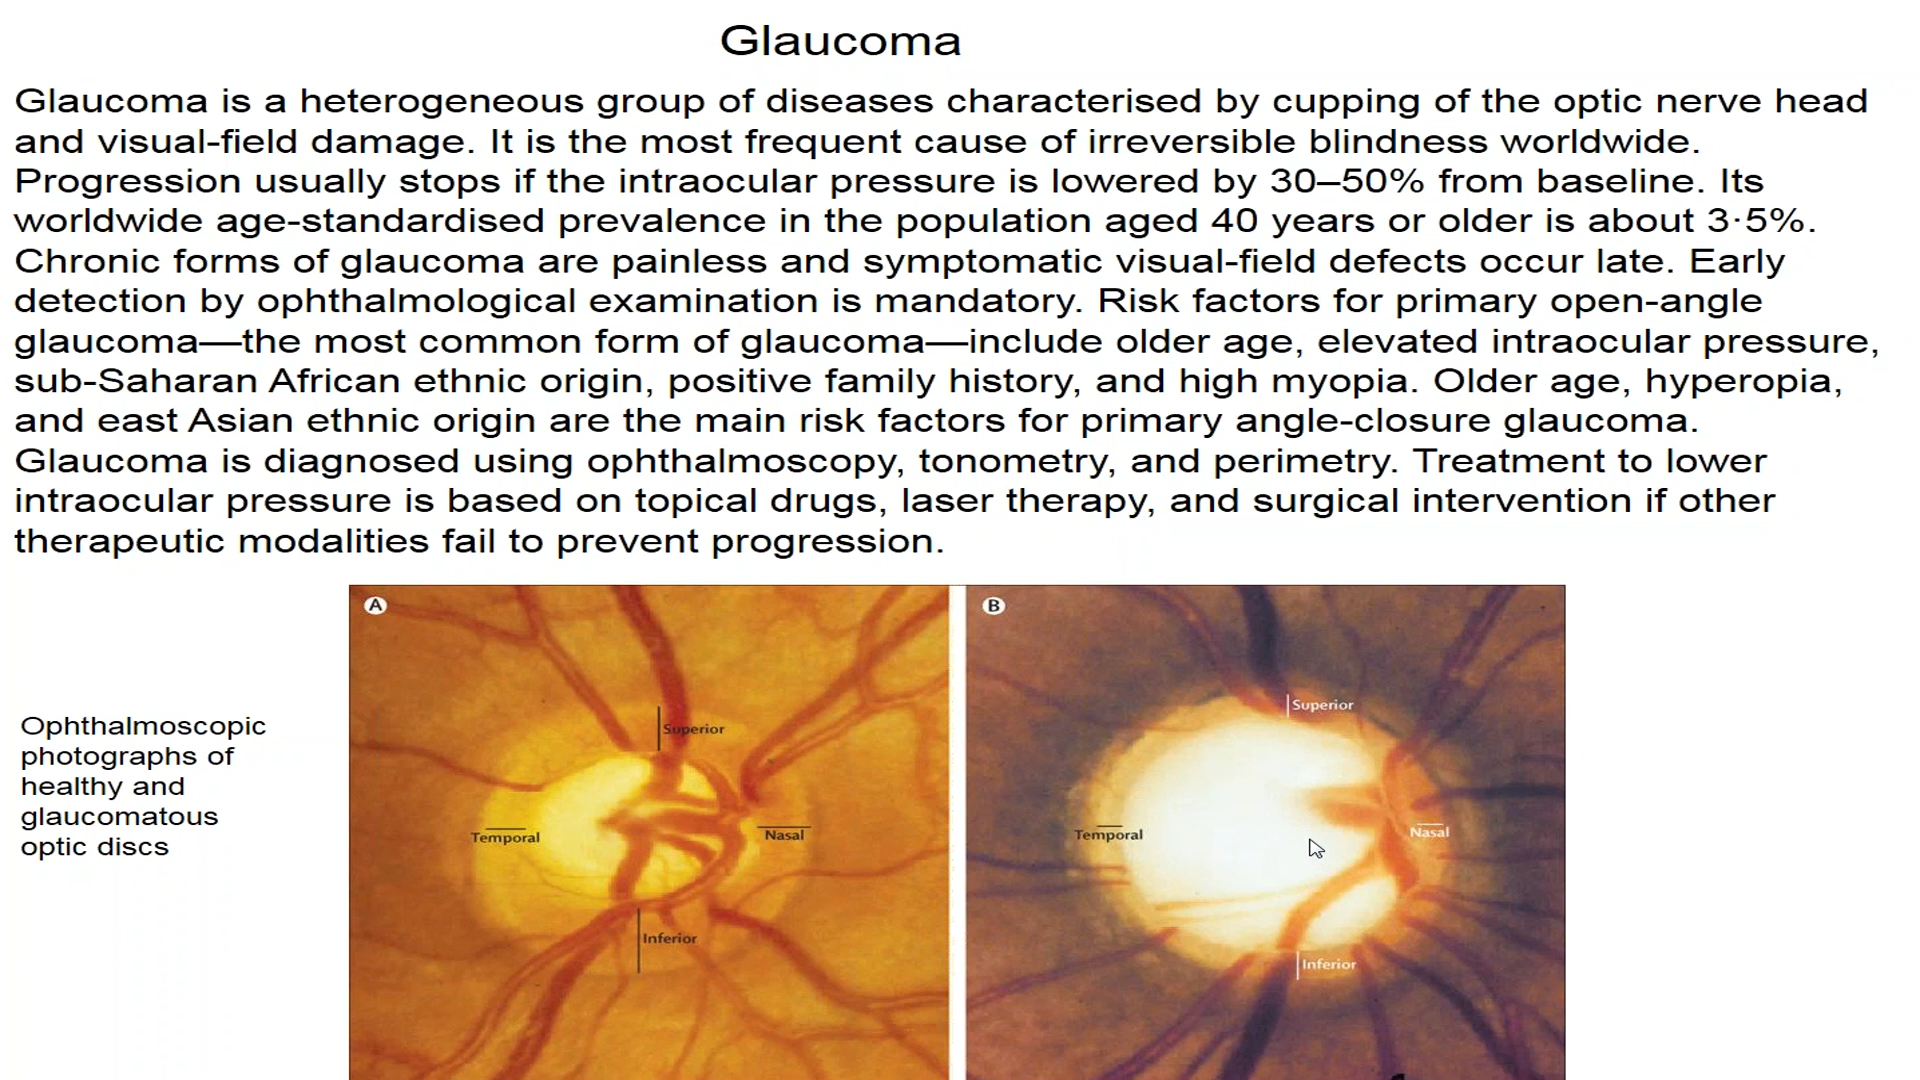 Glaucoma
Glaucoma is a heterogeneous group of diseases characterised by cupping of the optic nerve head
and visual-field damage. It is the most frequent cause of irreversible blindness worldwide.
Progression usually stops if the intraocular pressure is lowered by 30–50% from baseline. Its
worldwide age-standardised prevalence in the population aged 40 years or older is about 3·5%.
Chronic forms of glaucoma are painless and symptomatic visual-field defects occur late. Early
detection by ophthalmological examination is mandatory. Risk factors for primary open-angle
glaucoma—the most common form of glaucoma—include older age, elevated intraocular pressure,
sub-Saharan African ethnic origin, positive family history, and high myopia. Older age, hyperopia,
and east Asian ethnic origin are the main risk factors for primary angle-closure glaucoma.
Glaucoma is diagnosed using ophthalmoscopy, tonometry, and perimetry. Treatment to lower
intraocular pressure is based on topical drugs, laser therapy, and surgical intervention if other
therapeutic modalities fail to prevent progression.
Ophthalmoscopic
photographs of
healthy and
glaucomatous
optic discs
A
Superior
Temporal
Nasal
Inferior
B
Superior
Temporal
Nasal
Inferior